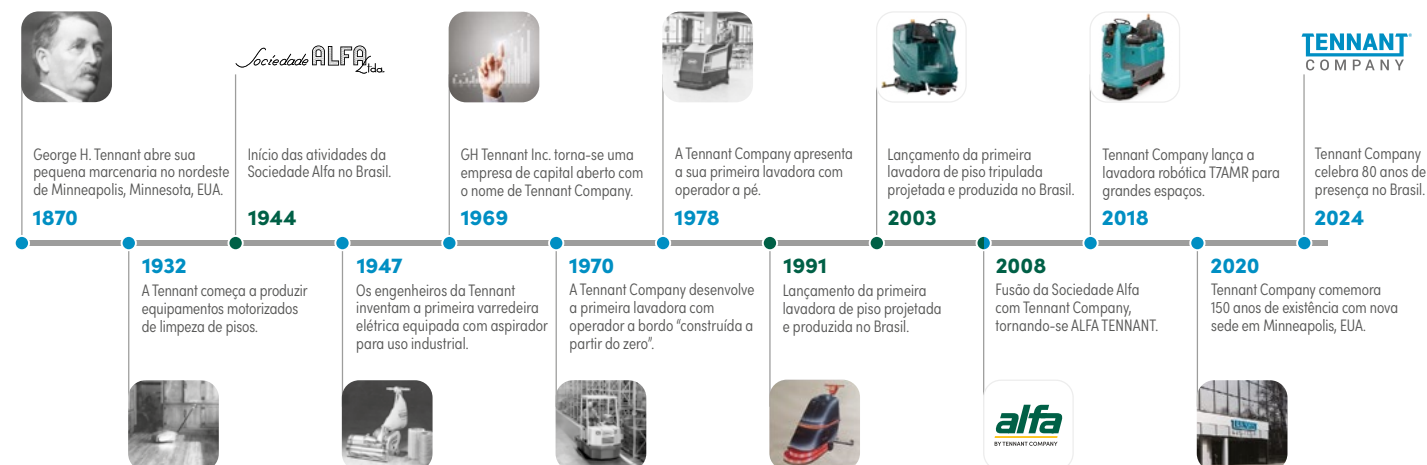 Sociedade ALFA Ltda.
TENNANT
COMPANY
George H. Tennant abre sua
pequena marcenaria no nordeste
de Minneapolis, Minnesota, EUA.
1870
Início das atividades da
Sociedade Alfa no Brasil.
1944
GH Tennant Inc. torna-se uma
empresa de capital aberto com
o nome de Tennant Company.
1969
A Tennant Company apresenta
a sua primeira lavadora com
operador a pé.
1978
Lançamento da primeira
lavadora de piso tripulada
projetada e produzida no Brasil.
2003
Tennant Company lança a
lavadora robótica T7AMR para
grandes espaços.
2018
Tennant Company
celebra 80 anos de
presença no Brasil.
2024
1932
A Tennant começa a produzir
equipamentos motorizados
de limpeza de pisos.
1947
Os engenheiros da Tennant
inventam a primeira varredeira
elétrica equipada com aspirador
para uso industrial.
1970
A Tennant Company desenvolve
a primeira lavadora com
operador a bordo “construída a
partir do zero”.
1991
Lançamento da primeira
lavadora de piso projetada
e produzida no Brasil.
2008
Fusão da Sociedade Alfa
com Tennant Company,
tornando-se ALFA TENNANT.
2020
Tennant Company comemora
150 anos de existência com nova
sede em Minneapolis, EUA.
alfa
BY TENNANT COMPANY